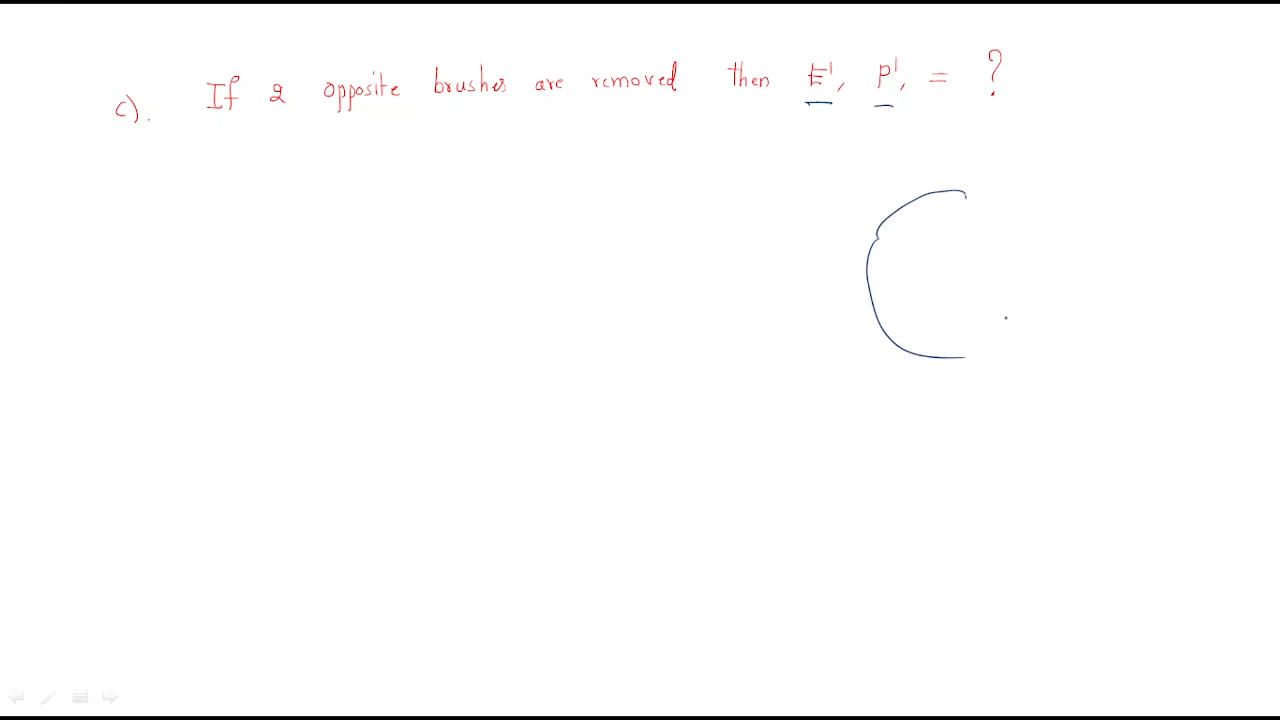 c). If 2 opposite brushes are removed then E', P', = ?